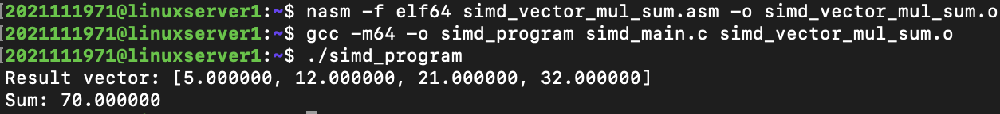 [2021111971@linuxserver1:~$ nasm -f elf64 simd_vector_mul_sum.asm -o simd_vector_mul_sum.o
[2021111971@linuxserver1:~$ gcc -m64 -o simd_program simd_main.c simd_vector_mul_sum.o
[2021111971@linuxserver1:~$ ./simd_program
Result vector: [5.000000, 12.000000, 21.000000, 32.000000]
Sum: 70.000000